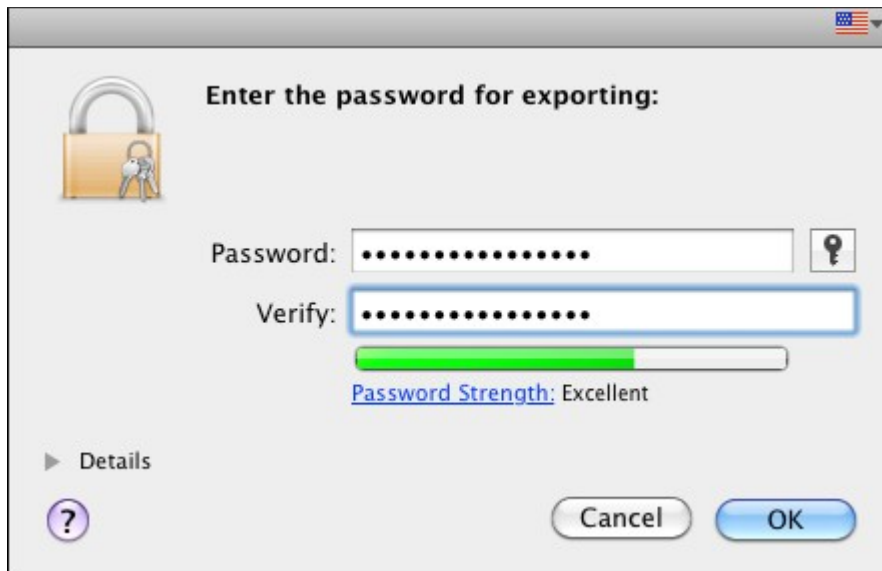 Enter the password for exporting:
Password: ••••••••••••••••
Verify: ••••••••••••••••
Password Strength: Excellent
Details
?
Cancel
OK